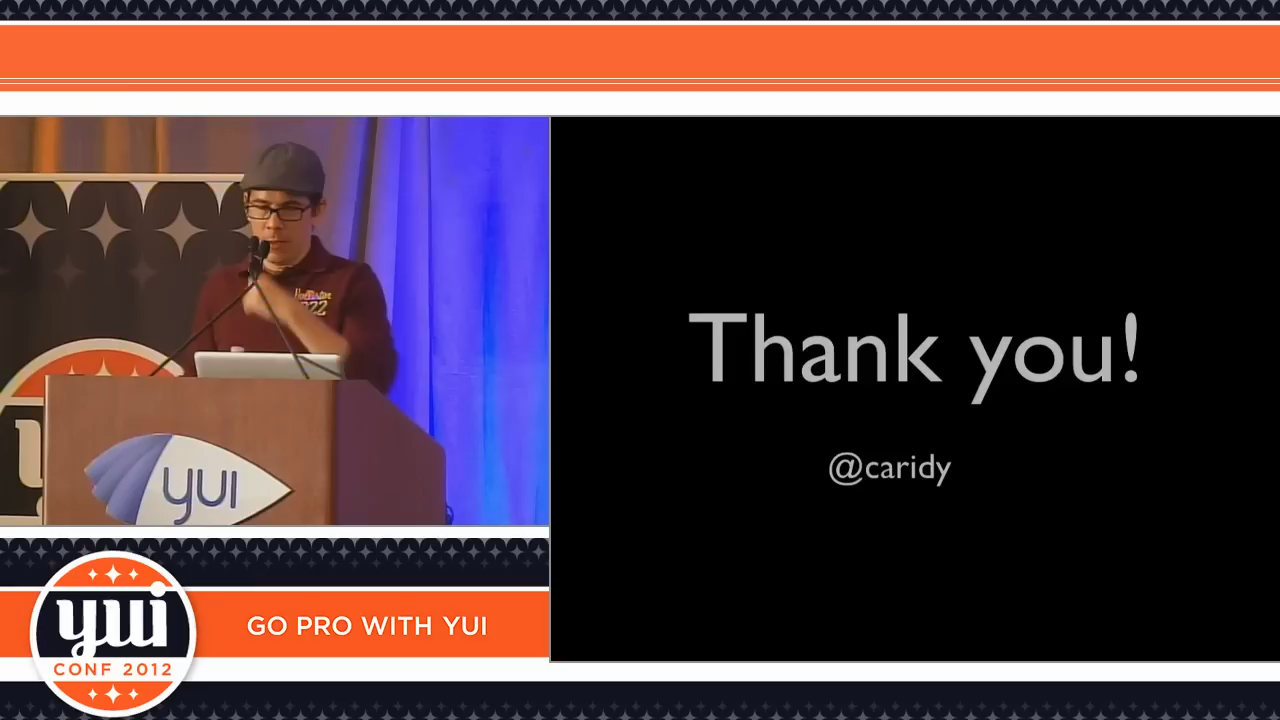 Thank you!
@caridy
yui
GO PRO WITH YUI
yui
CONF 2012